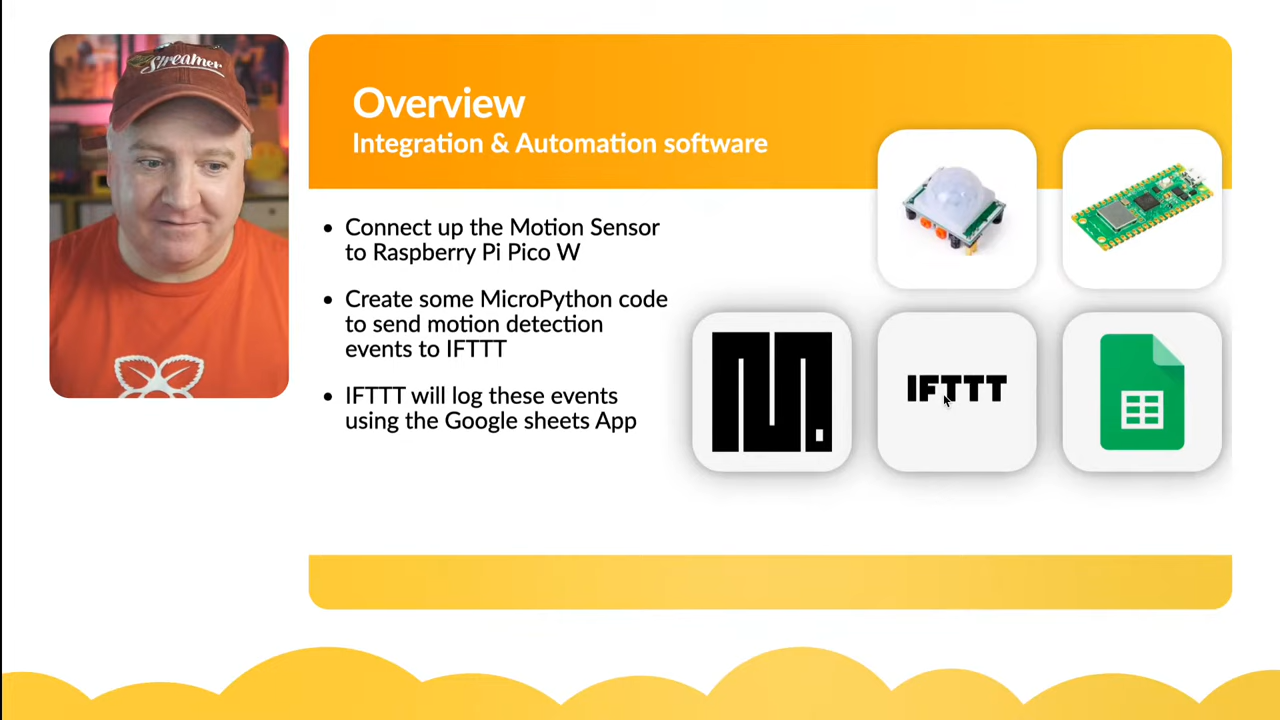 Streamer
Overview
Integration & Automation software
• Connect up the Motion Sensor
to Raspberry Pi Pico W
• Create some MicroPython code
to send motion detection
events to IFTTT
• IFTTT will log these events
using the Google sheets App
IFTTT